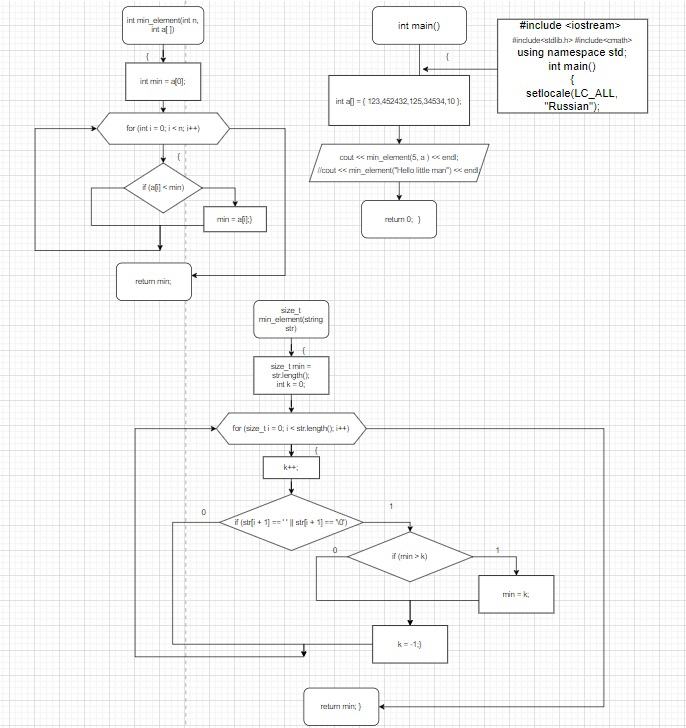 int min_element(int n,
int a[ ])
{
int min = a[0];
for (int i = 0; i < n; i++)
{
if (a[i] < min)
min = a[i];}
return min;
int main()
{
#include <iostream>
#include<stdlib.h> #include<cmath>
using namespace std;
int main()
{
setlocale(LC_ALL,
"Russian");
int a[] = { 123,452432,125,34534,10 };
cout << min_element(5, a ) << endl;
//cout << min_element("Hello little man") << endl
return 0; }
size_t
min_element(string
str)
{
size_t min =
str.length();
int k = 0;
for (size_t i = 0; i < str.length(); i++)
{
k++;
0
if (str[i + 1] == ' ' || str[i + 1] == '\0')
1
0
if (min > k)
1
min = k;
k = -1;}
return min; }